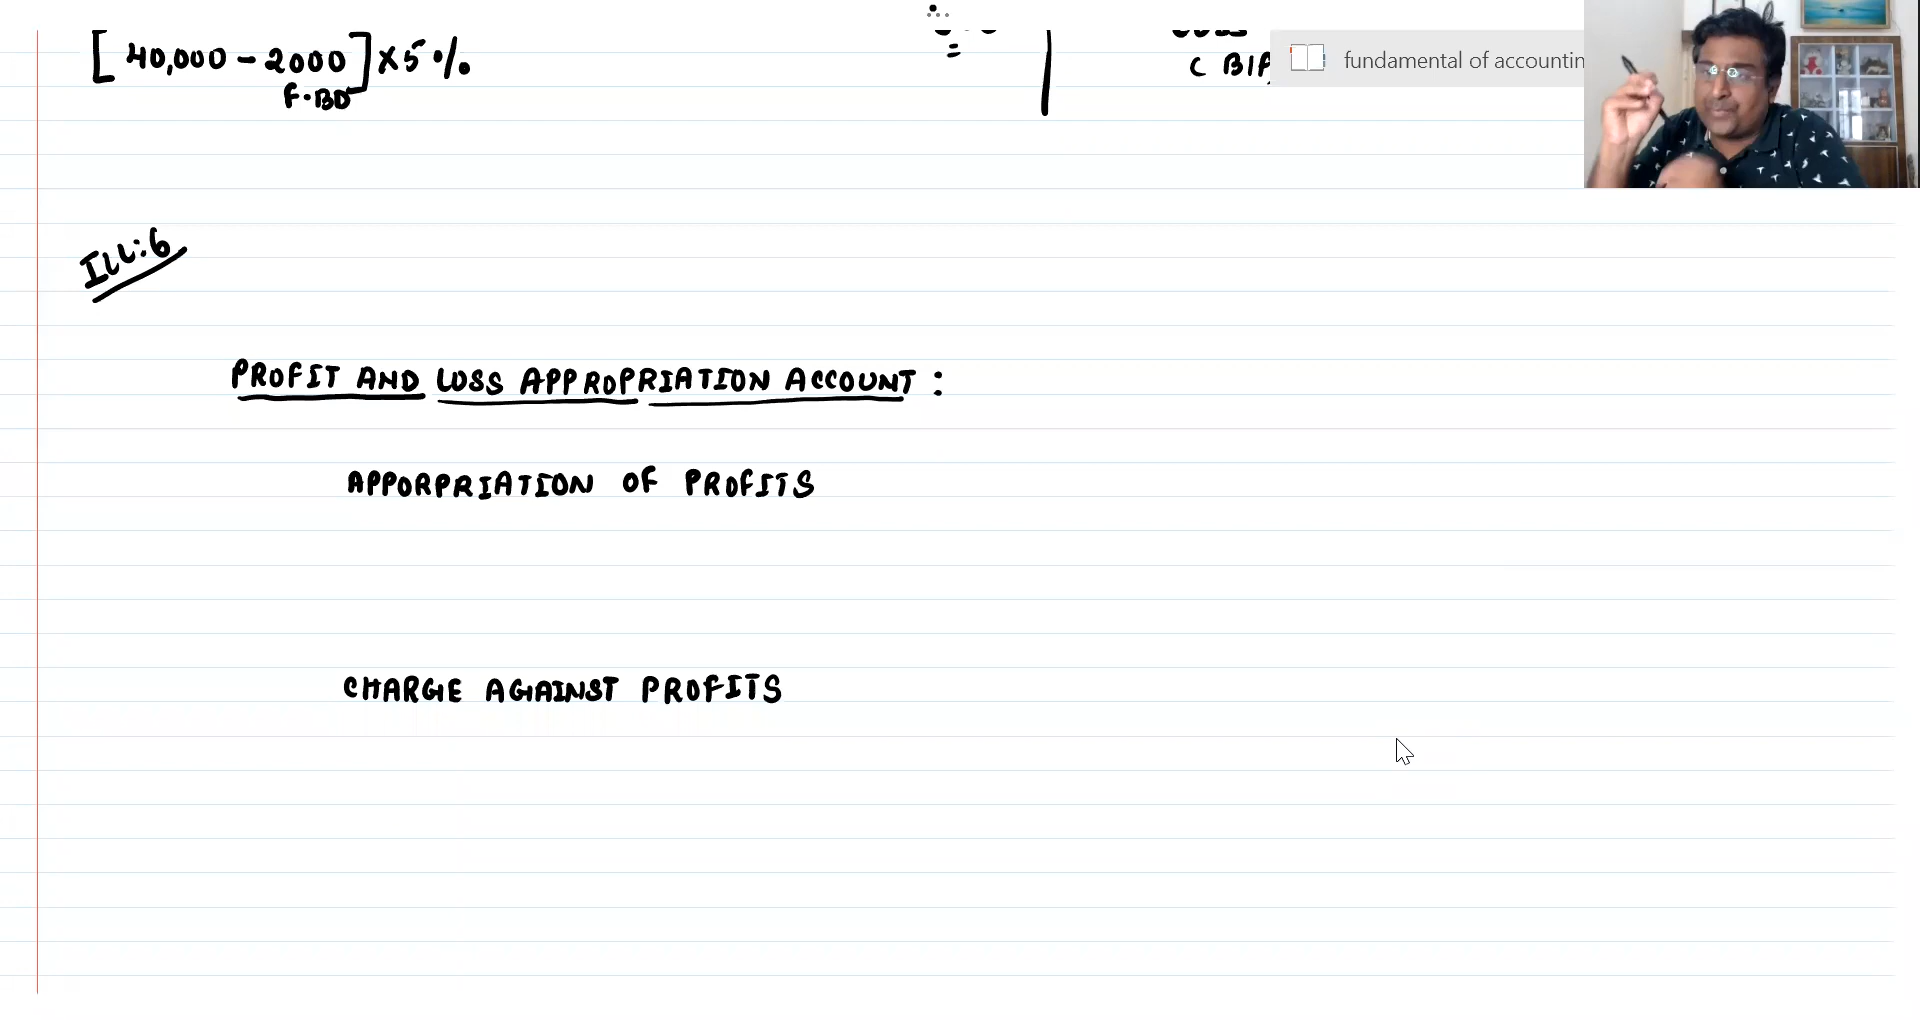 [ 40,000 - 2000 ] X 5 %
F.BD
fundamental of accountin
ILL:6
PROFIT AND LOSS APPROPRIATION ACCOUNT :
APPORPRIATION OF PROFITS
CHARGE AGAINST PROFITS